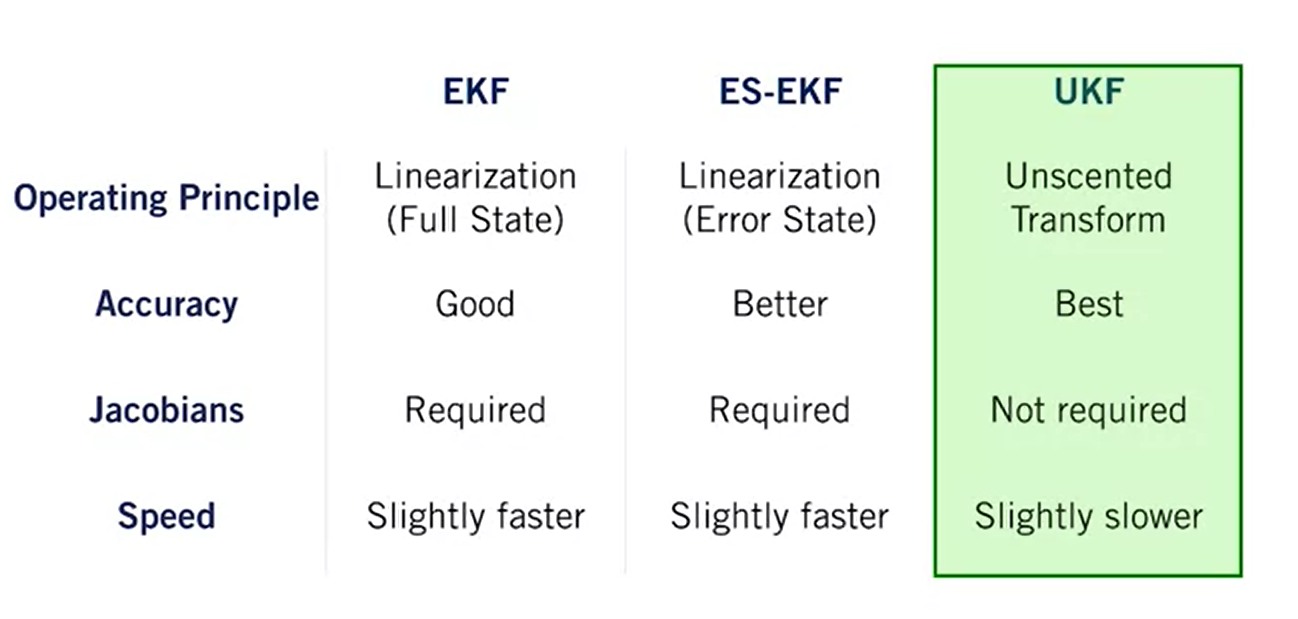 EKF ES-EKF UKF
Operating Principle Linearization (Full State) Linearization (Error State) Unscented Transform
Accuracy Good Better Best
Jacobians Required Required Not required
Speed Slightly faster Slightly faster Slightly slower